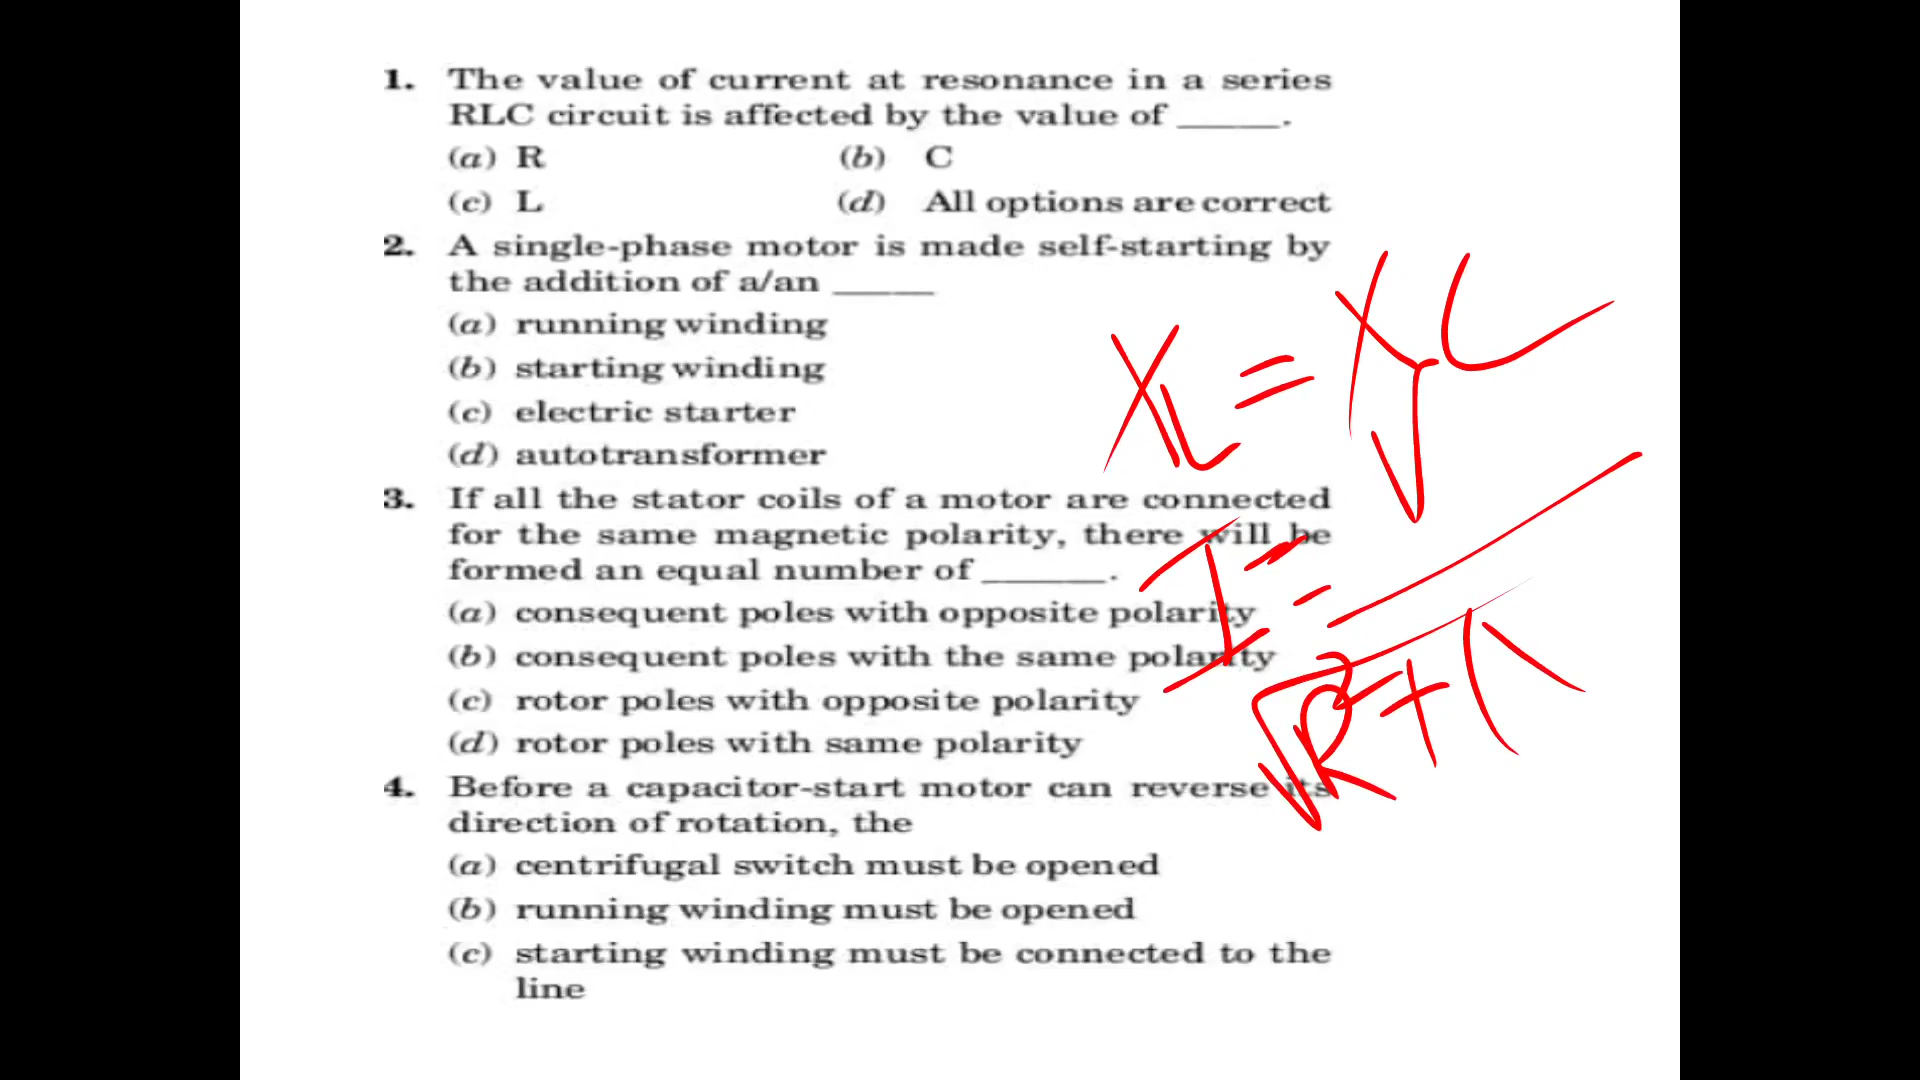 1. The value of current at resonance in a series
RLC circuit is affected by the value of _____.
(a) R (b) C
(c) L (d) All options are correct
2. A single-phase motor is made self-starting by
the addition of a/an _____
(a) running winding
(b) starting winding
(c) electric starter
(d) autotransformer
3. If all the stator coils of a motor are connected
for the same magnetic polarity, there will be
formed an equal number of ______.
(a) consequent poles with opposite polarity
(b) consequent poles with the same polarity
(c) rotor poles with opposite polarity
(d) rotor poles with same polarity
4. Before a capacitor-start motor can reverse its
direction of rotation, the
(a) centrifugal switch must be opened
(b) running winding must be opened
(c) starting winding must be connected to the
line
XL = XC
V
I =
√R²+(